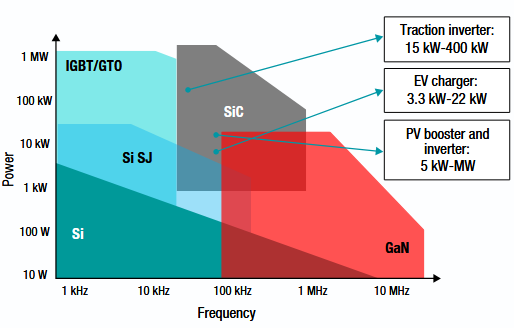 Traction inverter:
15 kW-400 kW
1 MW
IGBT/GTO
EV charger:
3.3 kW-22 kW
100 kW
SiC
PV booster and
inverter:
5 kW-MW
10 kW
Si SJ
Power
1 kW
100 W
Si
GaN
10 W
1 kHz
10 kHz
100 kHz
1 MHz
10 MHz
Frequency